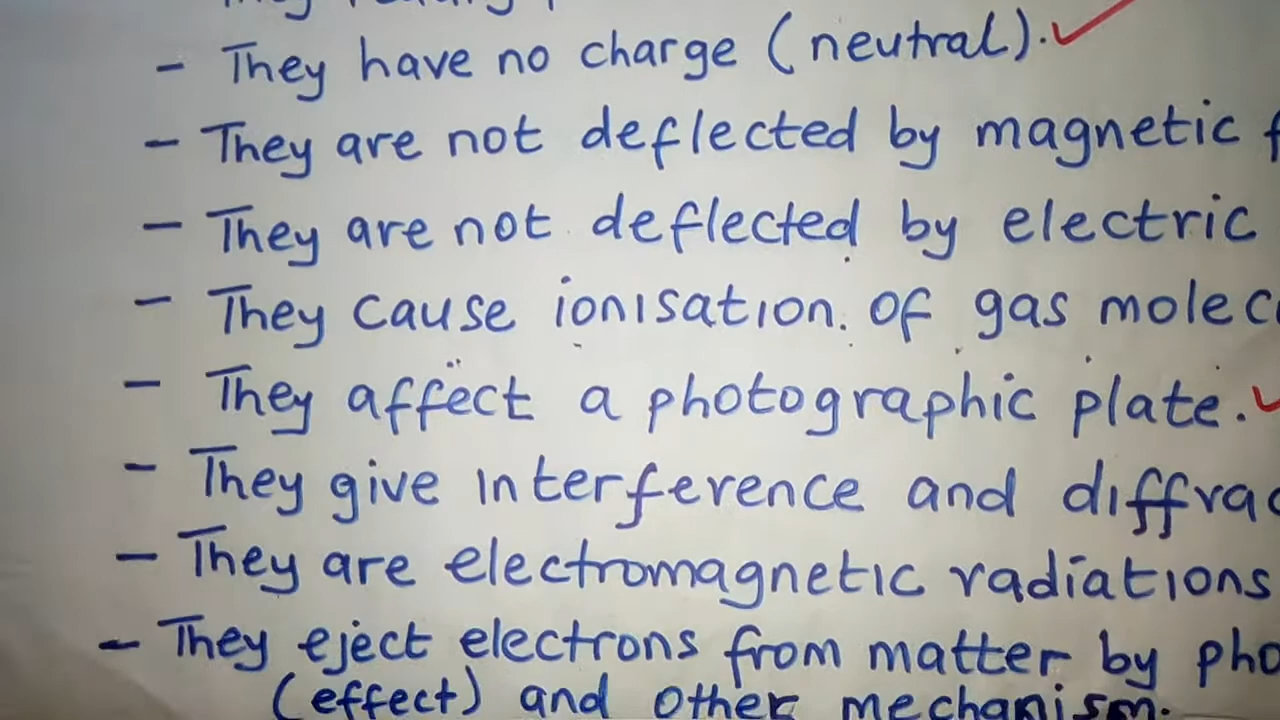 - They have no charge (neutral).
- They are not deflected by magnetic
- They are not deflected by electric
- They cause ionisation. of gas
- They affect a photographic plate.
- They give interference and
- They are electromagnetic radiations
- They eject electrons from matter by
(effect) and other mechanism.